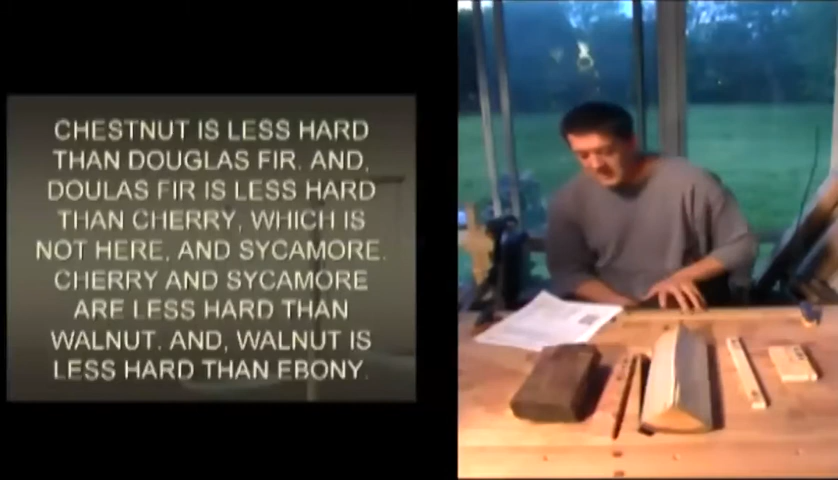 CHESTNUT IS LESS HARD
THAN DOUGLAS FIR. AND,
DOULAS FIR IS LESS HARD
THAN CHERRY, WHICH IS
NOT HERE, AND SYCAMORE.
CHERRY AND SYCAMORE
ARE LESS HARD THAN
WALNUT. AND, WALNUT IS
LESS HARD THAN EBONY.